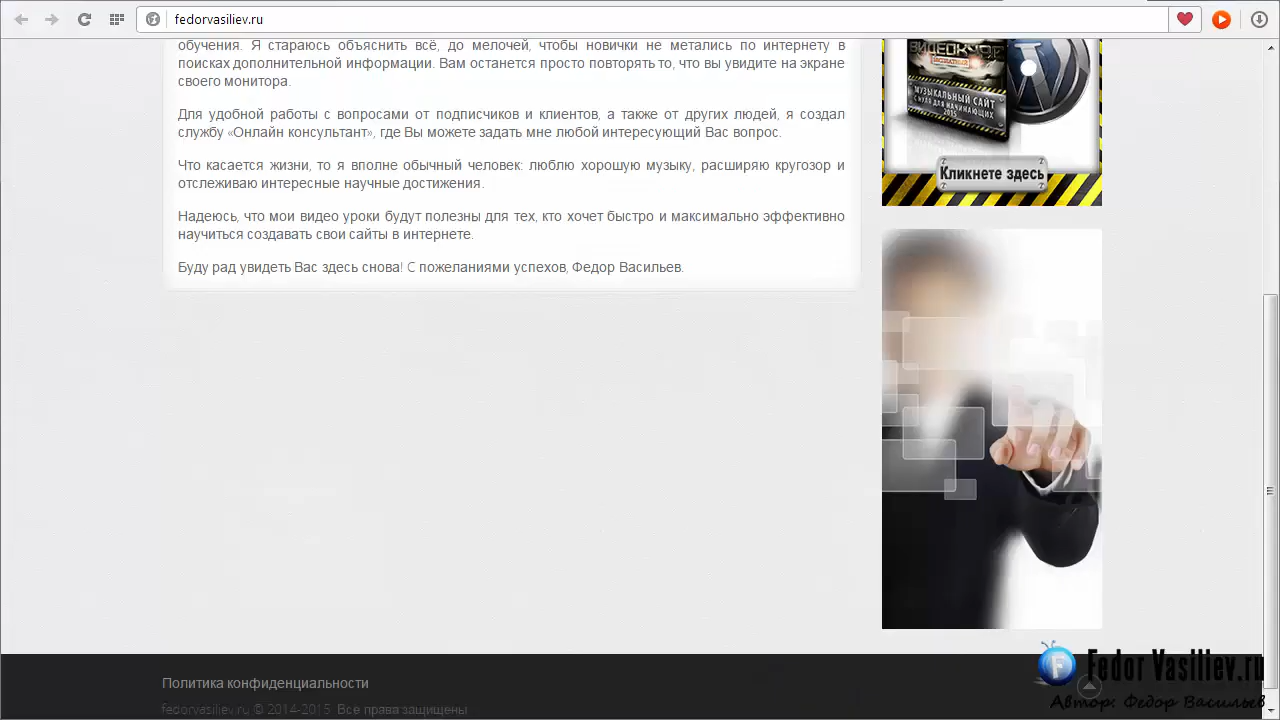 fedorvasiliev.ru
обучения. Я стараюсь объяснить всё, до мелочей, чтобы новички не метались по интернету в
поисках дополнительной информации. Вам останется просто повторять то, что вы увидите на экране
своего монитора.
Для удобной работы с вопросами от подписчиков и клиентов, а также от других людей, я создал
службу «Онлайн консультант», где Вы можете задать мне любой интересующий Вас вопрос.
Что касается жизни, то я вполне обычный человек: люблю хорошую музыку, расширяю кругозор и
отслеживаю интересные научные достижения.
Надеюсь, что мои видео уроки будут полезны для тех, кто хочет быстро и максимально эффективно
научиться создавать свои сайты в интернете.
Буду рад увидеть Вас здесь снова! С пожеланиями успехов, Федор Васильев.
ВИДЕОКУРС
БЕСПЛАТНЫЙ
МУЗЫКАЛЬНЫЙ САЙТ
С НУЛЯ ДЛЯ НАЧИНАЮЩИХ
2015
Кликнете здесь
Политика конфиденциальности
fedorvasiliev.ru © 2014-2015. Все права защищены
Fedor Vasiliev.ru
Автор: Федор Васильев